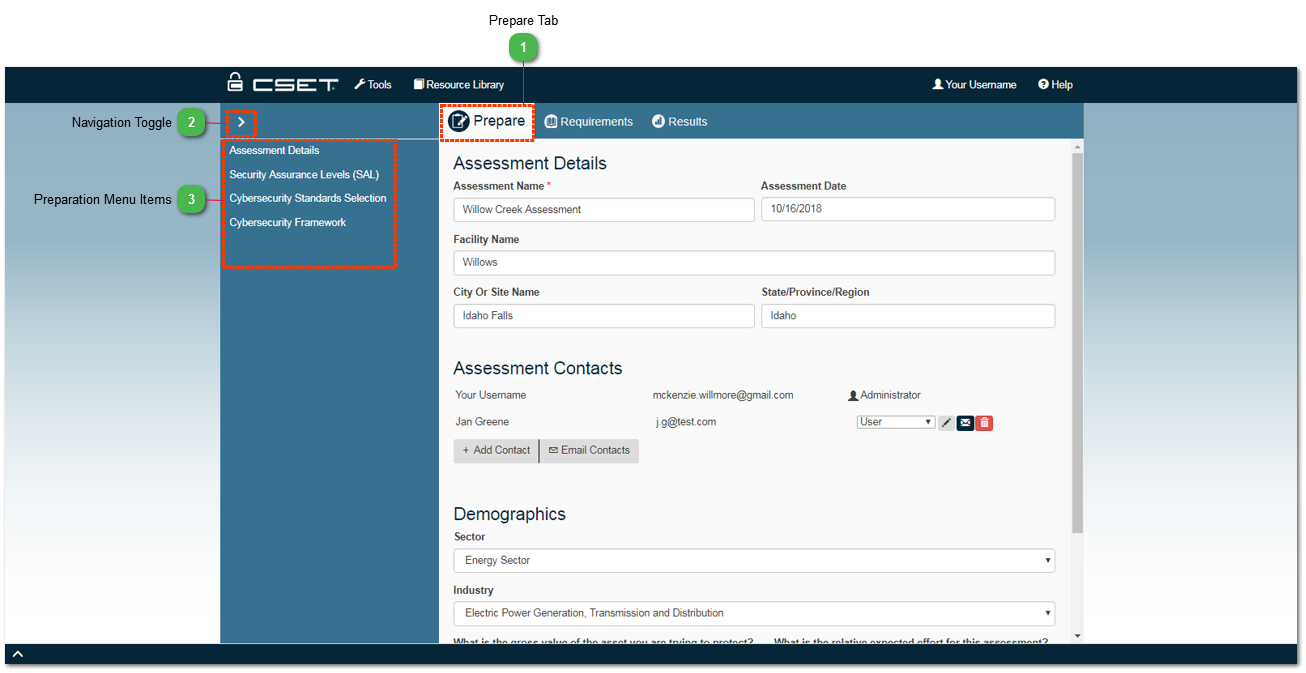 Prepare Tab
1
CSET Tools Resource Library Your Username Help
Navigation Toggle 2
Prepare Requirements Results
Assessment Details
Security Assurance Levels (SAL)
Preparation Menu Items 3
Cybersecurity Standards Selection
Cybersecurity Framework
Assessment Details
Assessment Name * Assessment Date
Willow Creek Assessment 10/16/2018
Facility Name
Willows
City Or Site Name State/Province/Region
Idaho Falls Idaho
Assessment Contacts
Your Username mckenzie.willmore@gmail.com Administrator
Jan Greene j.g@test.com User
+ Add Contact Email Contacts
Demographics
Sector
Energy Sector
Industry
Electric Power Generation, Transmission and Distribution
What is the gross value of the asset you are trying to protect? What is the relative expected effort for this assessment?